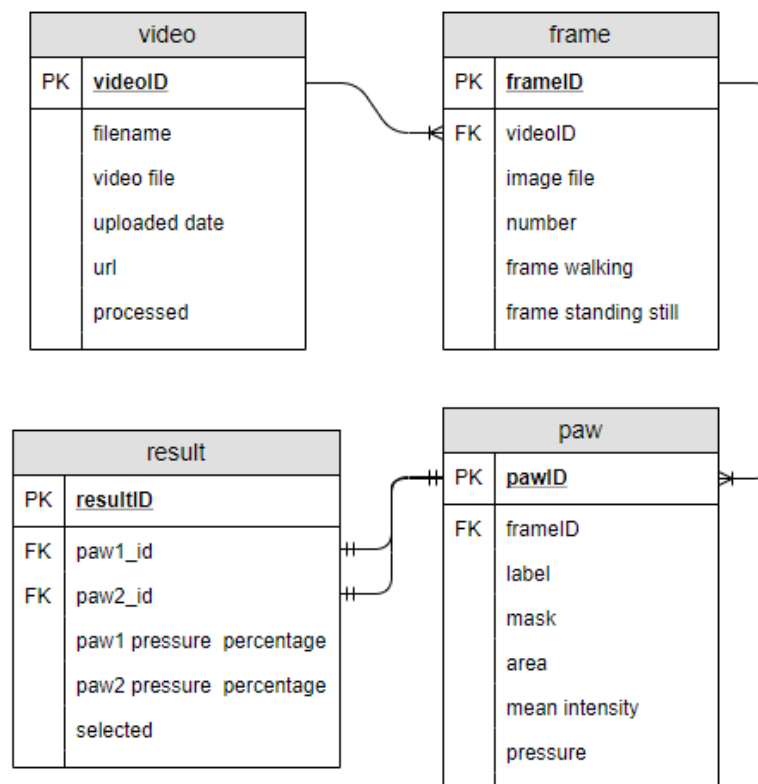 video
PK videoID
filename
video file
uploaded date
url
processed
frame
PK frameID
FK videoID
image file
number
frame walking
frame standing still
result
PK resultID
FK paw1_id
FK paw2_id
paw1 pressure percentage
paw2 pressure percentage
selected
paw
PK pawID
FK frameID
label
mask
area
mean intensity
pressure